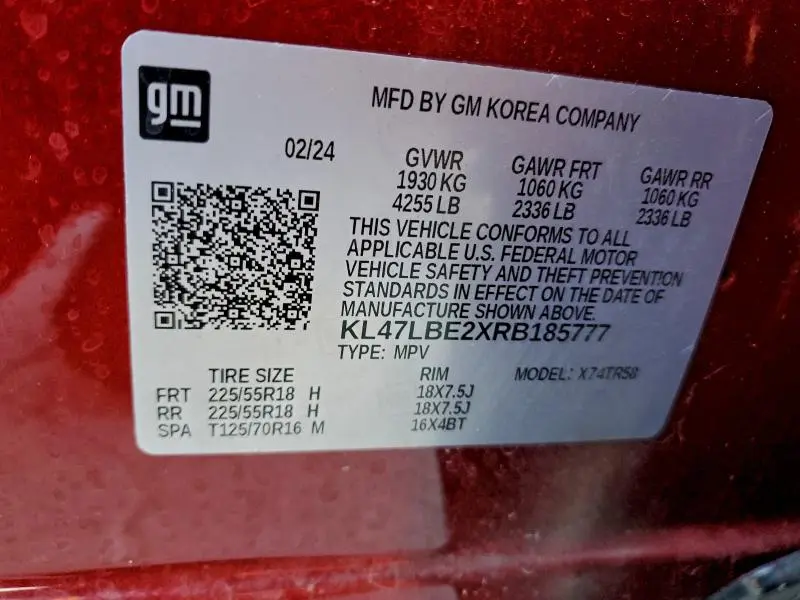 gm
MFD BY GM KOREA COMPANY
02/24
GVWR GAWR FRT GAWR RR
1930 KG 1060 KG 1060 KG
4255 LB 2336 LB 2336 LB
THIS VEHICLE CONFORMS TO ALL
APPLICABLE U.S. FEDERAL MOTOR
VEHICLE SAFETY AND THEFT PREVENTION
STANDARDS IN EFFECT ON THE DATE OF
MANUFACTURE SHOWN ABOVE.
KL47LBE2XRB185777
TYPE: MPV
TIRE SIZE RIM MODEL: X74TR58
FRT 225/55R18 H 18X7.5J
RR 225/55R18 H 18X7.5J
SPA T125/70R16 M 16X4BT